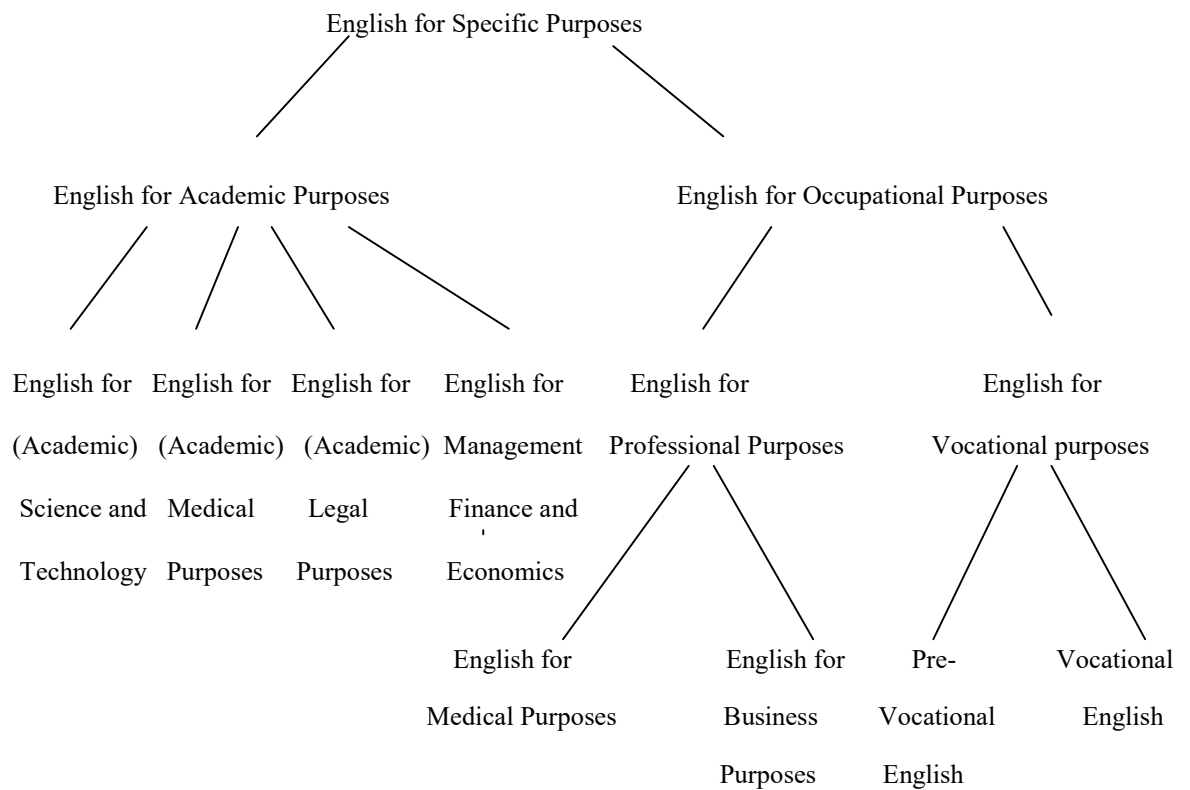 English for Specific Purposes
English for Academic Purposes
English for Occupational Purposes
English for
(Academic)
Science and
Technology
English for
(Academic)
Medical
Purposes
English for
(Academic)
Legal
Purposes
English for
Management
Finance and
Economics
English for
Professional Purposes
English for
Vocational purposes
English for
Medical Purposes
English for
Business
Purposes
Pre-
Vocational
English
Vocational
English